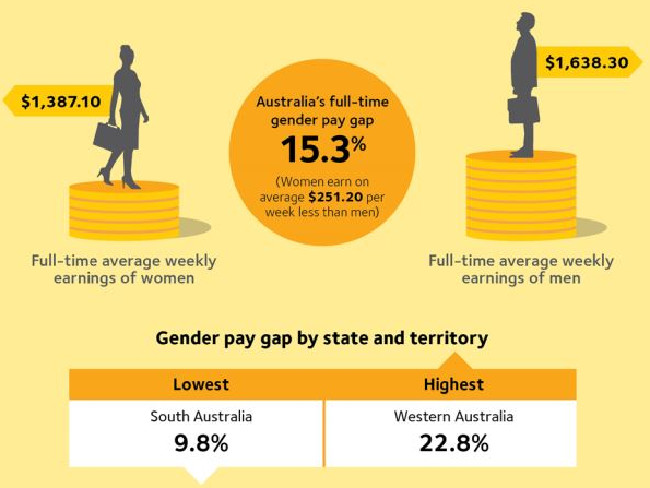 $1,387.10
$1,638.30
Australia's full-time
gender pay gap
15.3%
(Women earn on
average $251.20 per
week less than men)
Full-time average weekly
earnings of women
Full-time average weekly
earnings of men
Gender pay gap by state and territory
Lowest
Highest
South Australia
9.8%
Western Australia
22.8%